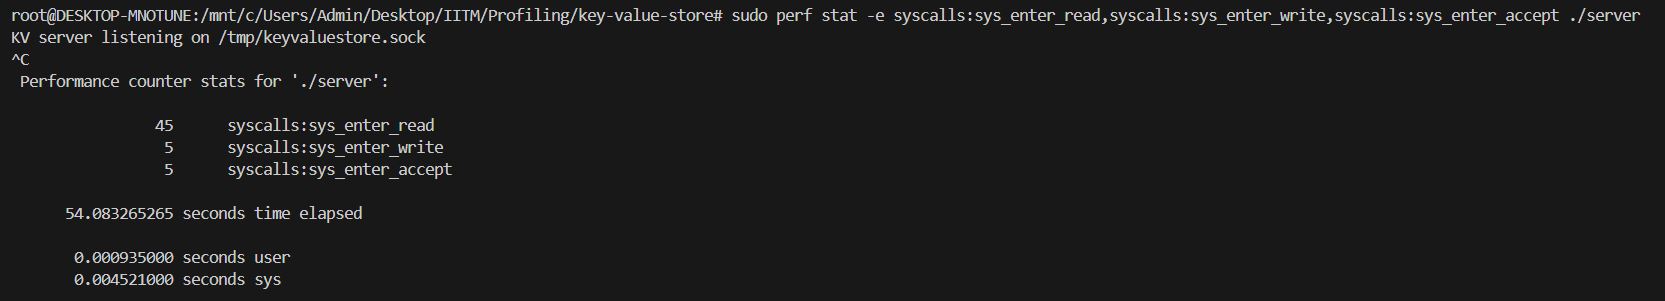 root@DESKTOP-MNOTUNE:/mnt/c/Users/Admin/Desktop/IITM/Profiling/key-value-store# sudo perf stat -e syscalls:sys_enter_read,syscalls:sys_enter_write,syscalls:sys_enter_accept ./server
KV server listening on /tmp/keyvaluestore.sock
^C
Performance counter stats for './server':
45 syscalls:sys_enter_read
5 syscalls:sys_enter_write
5 syscalls:sys_enter_accept
54.083265265 seconds time elapsed
0.000935000 seconds user
0.004521000 seconds sys